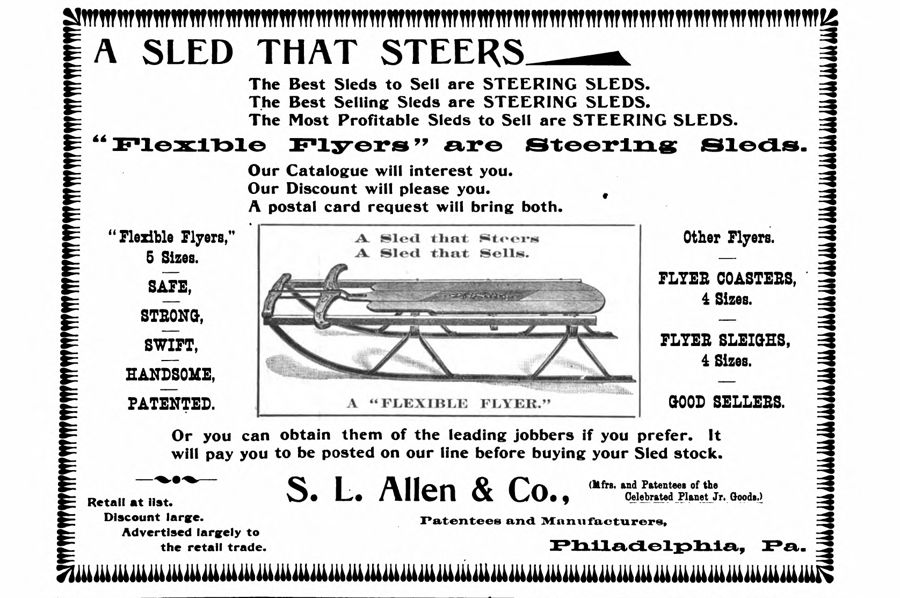 A SLED THAT STEERS
The Best Sleds to Sell are STEERING SLEDS.
The Best Selling Sleds are STEERING SLEDS.
The Most Profitable Sleds to Sell are STEERING SLEDS.
"Flexible Flyers" are Steering Sleds.
Our Catalogue will interest you.
Our Discount will please you.
A postal card request will bring both.
"Flexible Flyers,"
5 Sizes.
SAFE,
STRONG,
SWIFT,
HANDSOME,
PATENTED.
A Sled that Steers
A Sled that Sells.
A "FLEXIBLE FLYER."
Other Flyers.
FLYER COASTERS,
4 Sizes.
FLYER SLEIGHS,
4 Sizes.
GOOD SELLERS.
Or you can obtain them of the leading jobbers if you prefer. It
will pay you to be posted on our line before buying your Sled stock.
Retail at list.
Discount large.
Advertised largely to
the retail trade.
S. L. Allen & Co.,
(Mfrs. and Patentees of the
Celebrated Planet Jr. Goods.)
Patentees and Manufacturers,
Philadelphia, Pa.